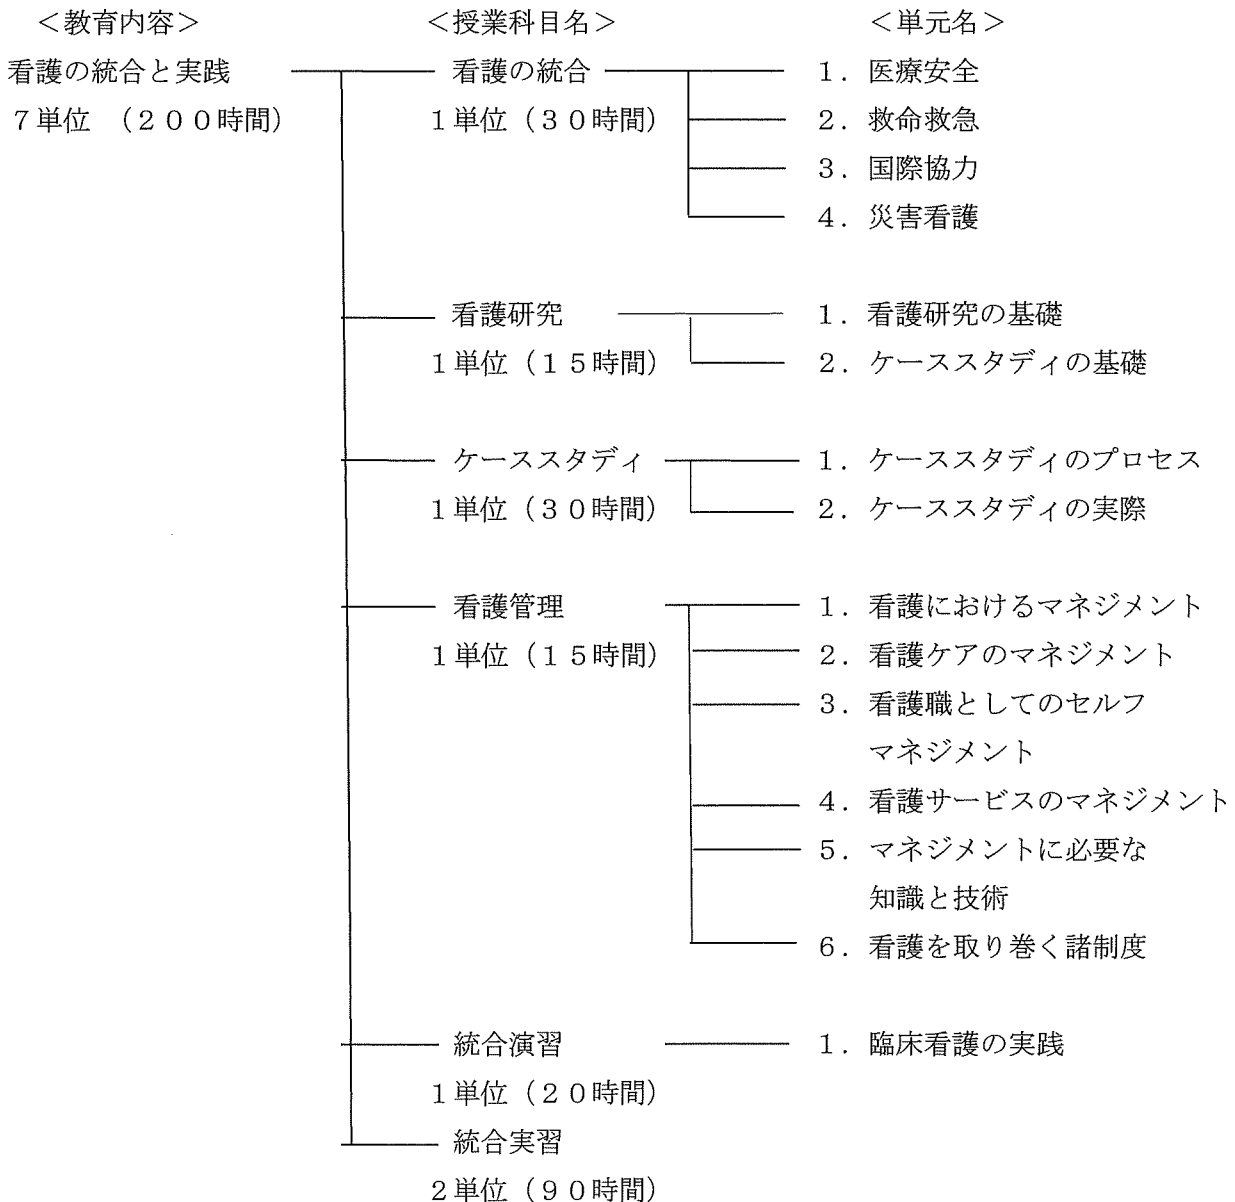 ＜教育内容＞ ＜授業科目名＞ ＜単元名＞
看護の統合と実践 看護の統合 １．医療安全
７単位 （２００時間） １単位（３０時間） ２．救命救急
３．国際協力
４．災害看護
看護研究 １．看護研究の基礎
１単位（１５時間） ２．ケーススタディの基礎
ケーススタディ １．ケーススタディのプロセス
１単位（３０時間） ２．ケーススタディの実際
看護管理 １．看護におけるマネジメント
１単位（１５時間） ２．看護ケアのマネジメント
３．看護職としてのセルフ
マネジメント
４．看護サービスのマネジメント
５．マネジメントに必要な
知識と技術
６．看護を取り巻く諸制度
統合演習 １．臨床看護の実践
１単位（２０時間）
統合実習
２単位（９０時間）